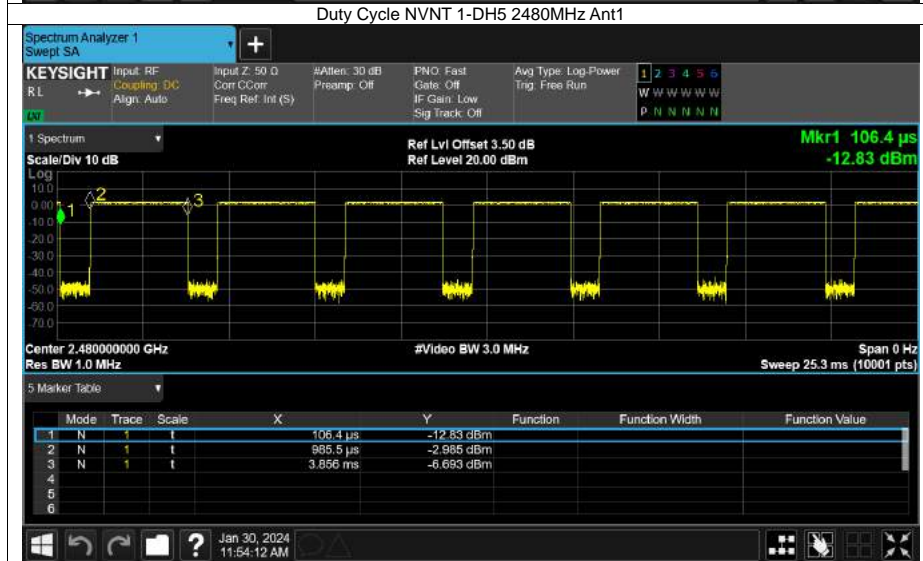 Duty Cycle NVNT 1-DH5 2480MHz Ant1
Spectrum Analyzer 1
Swept SA
+
KEYSIGHT
RL
LXI
Input: RF
Coupling: DC
Align: Auto
Input Z: 50 Ω
Corr CCorr
Freq Ref: Int (S)
#Atten: 30 dB
Preamp: Off
PNO: Fast
Gate: Off
IF Gain: Low
Sig Track: Off
Avg Type: Log-Power
Trig: Free Run
1 2 3 4 5 6
W W W W W W
P N N N N N
1 Spectrum
Scale/Div 10 dB
Ref Lvl Offset 3.50 dB
Ref Level 20.00 dBm
Mkr1 106.4 µs
-12.83 dBm
Log
10.0
0.00
-10.0
-20.0
-30.0
-40.0
-50.0
-60.0
-70.0
1
2
3
Center 2.480000000 GHz
#Video BW 3.0 MHz
Span 0 Hz
Res BW 1.0 MHz
Sweep 25.3 ms (10001 pts)
5 Marker Table
Mode Trace Scale X Y Function Function Width Function Value
1 N 1 t 106.4 µs -12.83 dBm
2 N 1 t 985.5 µs -2.985 dBm
3 N 1 t 3.856 ms -6.693 dBm
4
5
6
?
Jan 30, 2024
11:54:12 AM